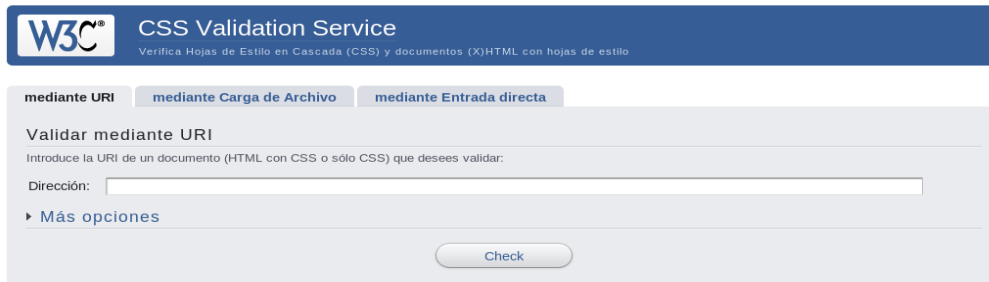 W3C® CSS Validation Service
Verifica Hojas de Estilo en Cascada (CSS) y documentos (X)HTML con hojas de estilo
mediante URI mediante Carga de Archivo mediante Entrada directa
Validar mediante URI
Introduce la URI de un documento (HTML con CSS o sólo CSS) que desees validar:
Dirección:
Más opciones
Check